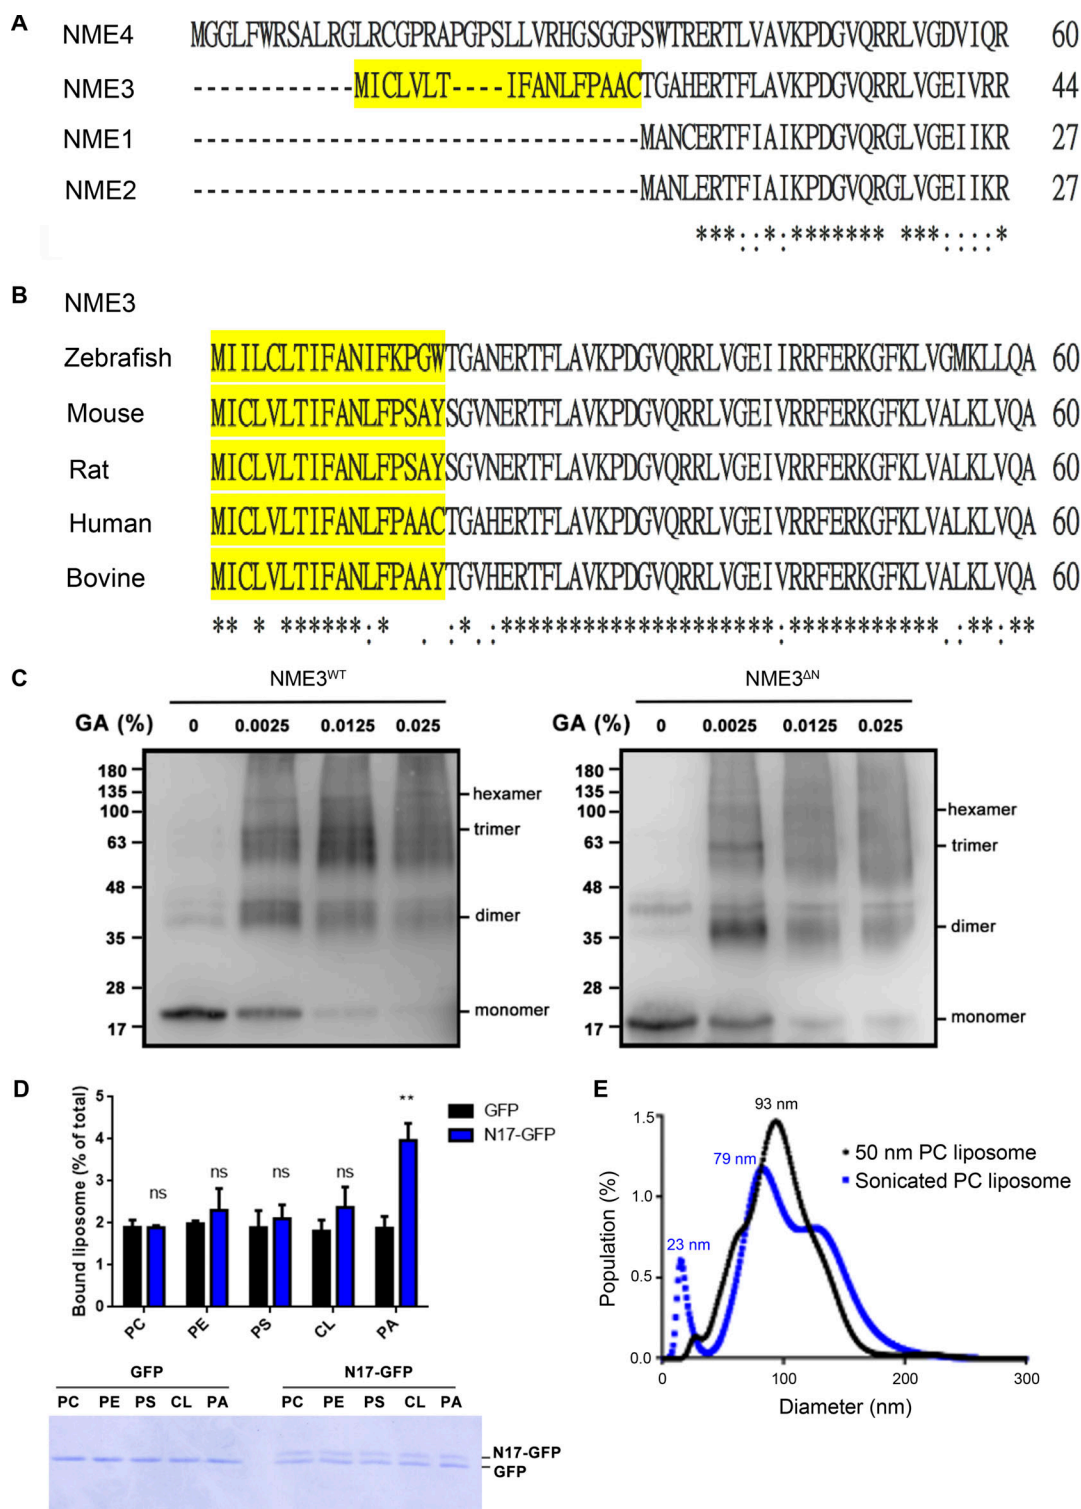 A
NME4 MGGLFWRSALRGLRCGPRAPGPSLLVRHGSGGPSWTRERTLVAVKPDGVQRRLVGDVIQR 60
NME3 ------------MICLVLT----IFANLFPAACTGAHERTFLAVKPDGVQRRLVGEIVRR 44
NME1 ---------------------------------MANCERTFIAIKPDGVQRGLVGEIIKR 27
NME2 ---------------------------------MANLERTFIAIKPDGVQRGLVGEIIKR 27
***::*:******* ***::::*
B NME3
Zebrafish MIILCLTIFANIFKPGWTGANERTFLAVKPDGVQRRLVGEIIRRFERKGFKLVGMKLLQA 60
Mouse MICLVLTIFANLFPSAYSGVNERTFLAVKPDGVQRRLVGEIVRRFERKGFKLVALKLVQA 60
Rat MICLVLTIFANLFPSAYSGVNERTFLAVKPDGVQRRLVGEIVRRFERKGFKLVALKLVQA 60
Human MICLVLTIFANLFPAACTGAHERTFLAVKPDGVQRRLVGEIVRRFERKGFKLVALKLVQA 60
Bovine MICLVLTIFANLFPAAYTGVHERTFLAVKPDGVQRRLVGEIVRRFERKGFKLVALKLVQA 60
** * ******:*  . :*.:********************:***********.:**:**
C
NME3WT
GA (%) 0 0.0025 0.0125 0.025
180
135
100
63
48
35
28
17
hexamer
trimer
dimer
monomer
NME3ΔN
GA (%) 0 0.0025 0.0125 0.025
180
135
100
63
48
35
28
17
hexamer
trimer
dimer
monomer
D
Bound liposome (% of total)
5
4
3
2
1
0
ns
ns
ns
ns
**
GFP
N17-GFP
PC PE PS CL PA
GFP N17-GFP
PC PE PS CL PA PC PE PS CL PA
N17-GFP
GFP
E
Population (%)
1.5
1.0
0.5
0.0
93 nm
79 nm
23 nm
50 nm PC liposome
Sonicated PC liposome
0 100 200 300
Diameter (nm)